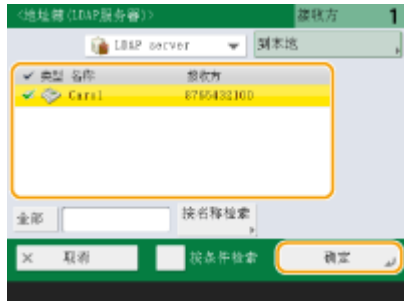 <地址簿(LDAP服务器)> 接收方 1
LDAP server 到本地
✓ 类型 名称 接收方
✓ Carol 8765432100
全部 按名称检索
× 取消 按条件检索 确定